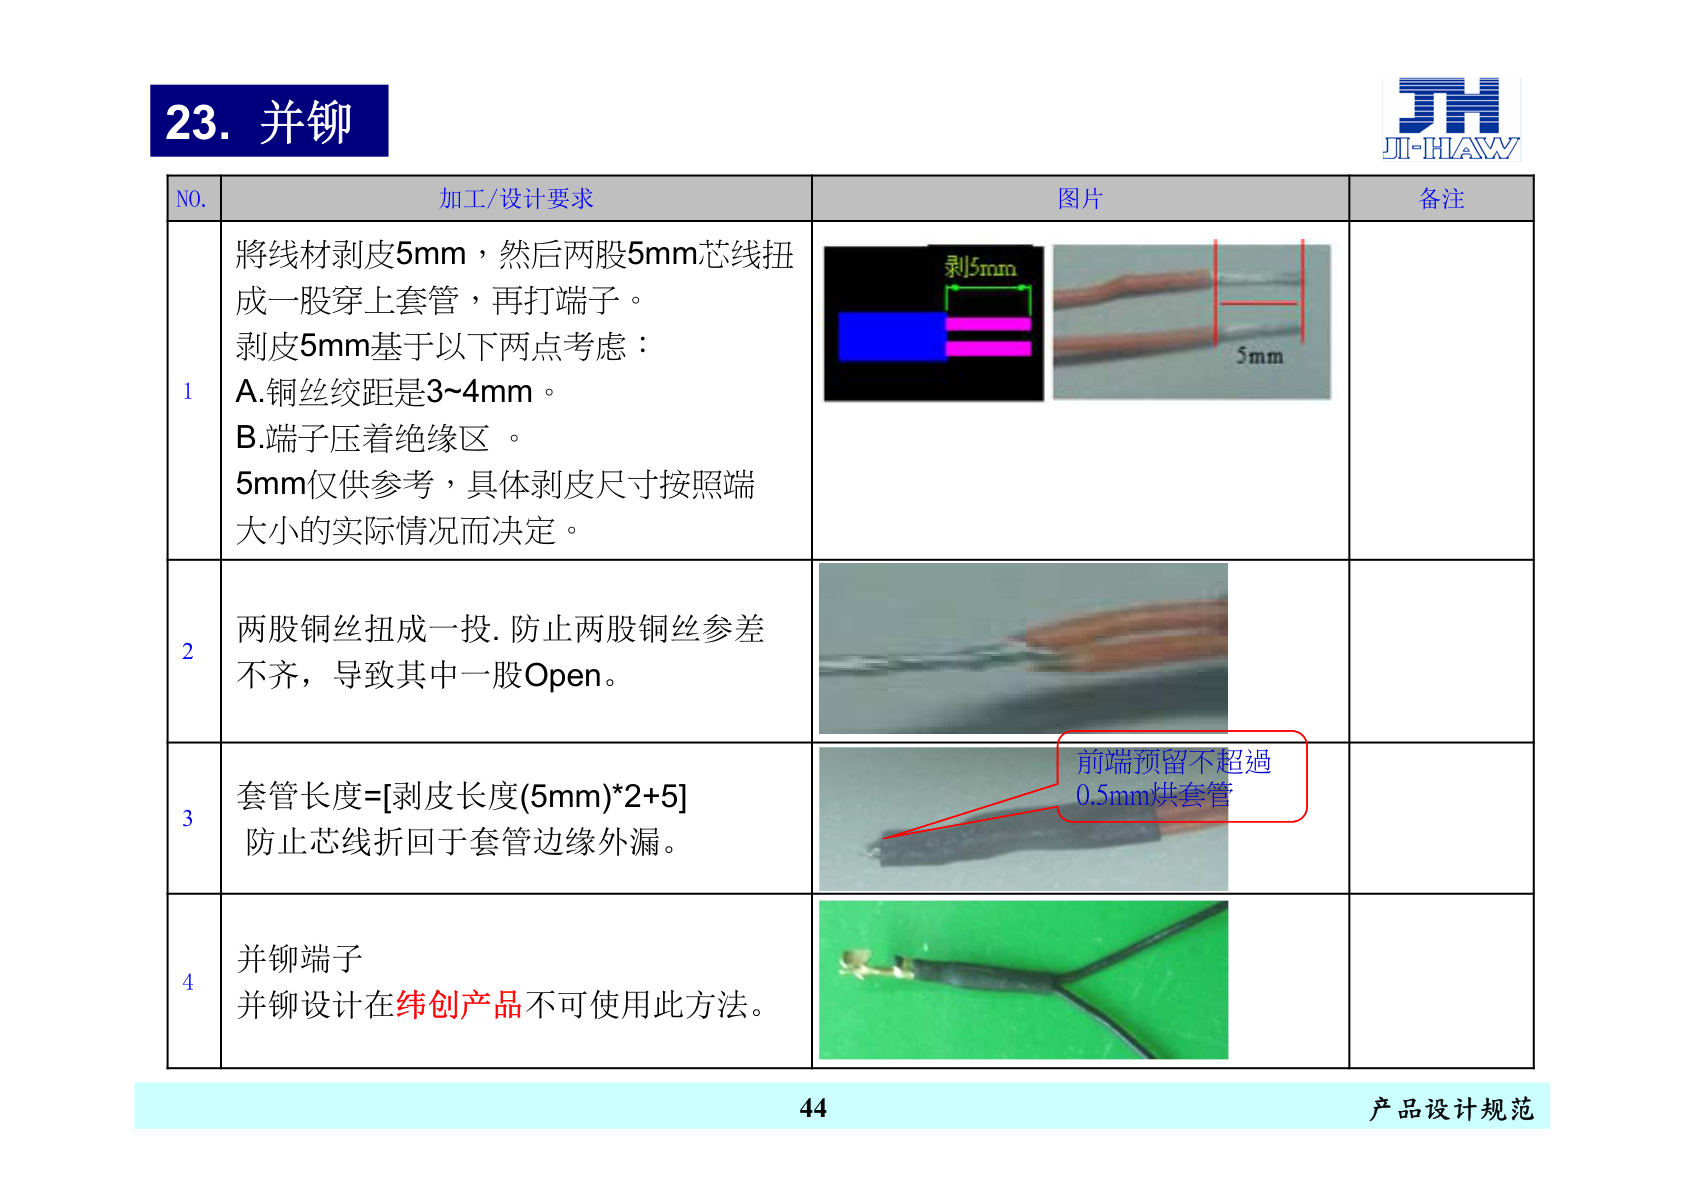 23. 并铆
JH
JI-HAW
NO. 加工/设计要求 图片 备注
1
將线材剥皮5mm，然后两股5mm芯线扭
成一股穿上套管，再打端子。
剥皮5mm基于以下两点考虑：
A.铜丝绞距是3~4mm。
B.端子压着绝缘区 。
5mm仅供参考，具体剥皮尺寸按照端
大小的实际情况而决定。
剥5mm
5mm
2
两股铜丝扭成一投. 防止两股铜丝参差
不齐，导致其中一股Open。
3
套管长度=[剥皮长度(5mm)*2+5]
防止芯线折回于套管边缘外漏。
前端预留不超過
0.5mm烘套管
4
并铆端子
并铆设计在纬创产品不可使用此方法。
44
产品设计规范